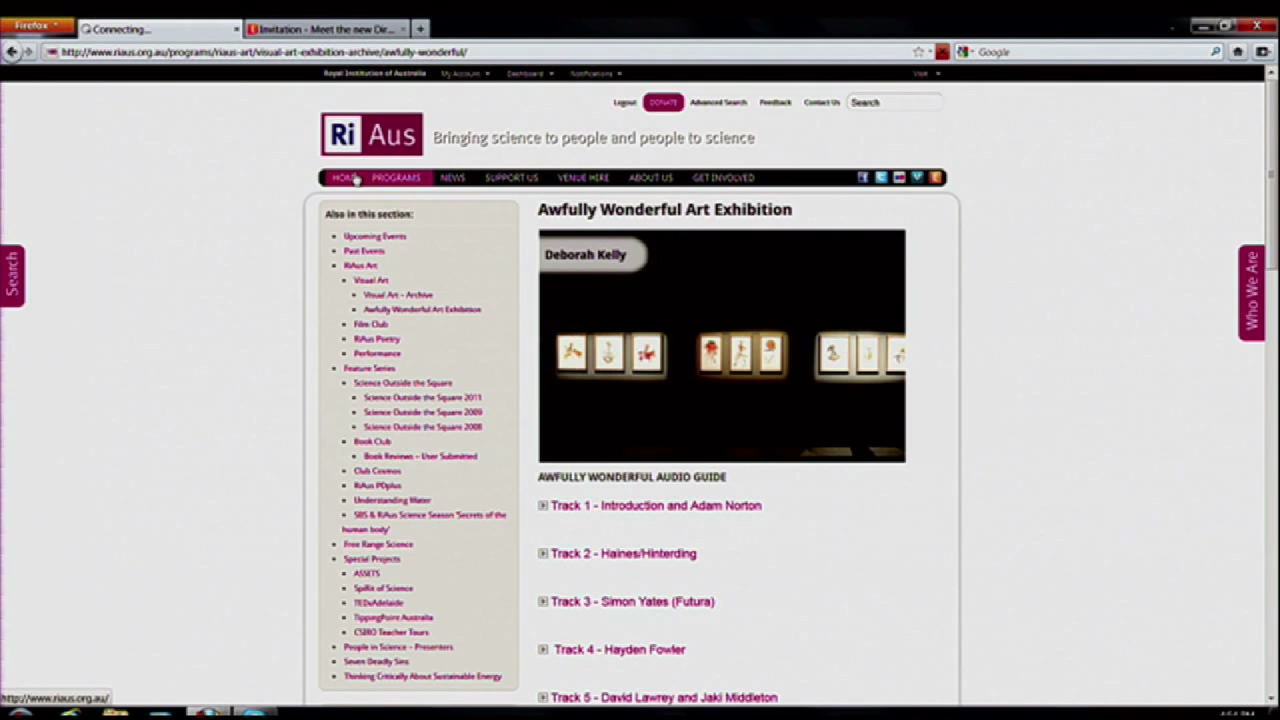 Firefox
Connecting...
Invitation - Meet the new Dir...
http://www.riaus.org.au/programs/riaus-art/visual-art-exhibition-archive/awfully-wonderful/
Google
Royal Institution of Australia
My Account
Dashboard
Notifications
Visit
Logout
DONATE
Advanced Search
Feedback
Contact Us
Search
Ri Aus
Bringing science to people and people to science
HOME
PROGRAMS
NEWS
SUPPORT US
VENUE HIRE
ABOUT US
GET INVOLVED
Search
Who We Are
Also in this section:
Upcoming Events
Past Events
RiAus Art
Visual Art
Visual Art – Archive
Awfully Wonderful Art Exhibition
Film Club
RiAus Poetry
Performance
Feature Series
Science Outside the Square
Science Outside the Square 2011
Science Outside the Square 2009
Science Outside the Square 2008
Book Club
Book Reviews – User Submitted
Club Cosmos
RiAus PDplus
Understanding Water
SBS & RiAus Science Season 'Secrets of the
human body'
Free Range Science
Special Projects
ASSETS
SpiRit of Science
TEDxAdelaide
TippingPoint Australia
CSIRO Teacher Tours
People in Science – Presenters
Seven Deadly Sins
Thinking Critically About Sustainable Energy
Awfully Wonderful Art Exhibition
Deborah Kelly
AWFULLY WONDERFUL AUDIO GUIDE
Track 1 - Introduction and Adam Norton
Track 2 - Haines/Hinterding
Track 3 - Simon Yates (Futura)
Track 4 - Hayden Fowler
Track 5 - David Lawrey and Jaki Middleton
http://www.riaus.org.au/